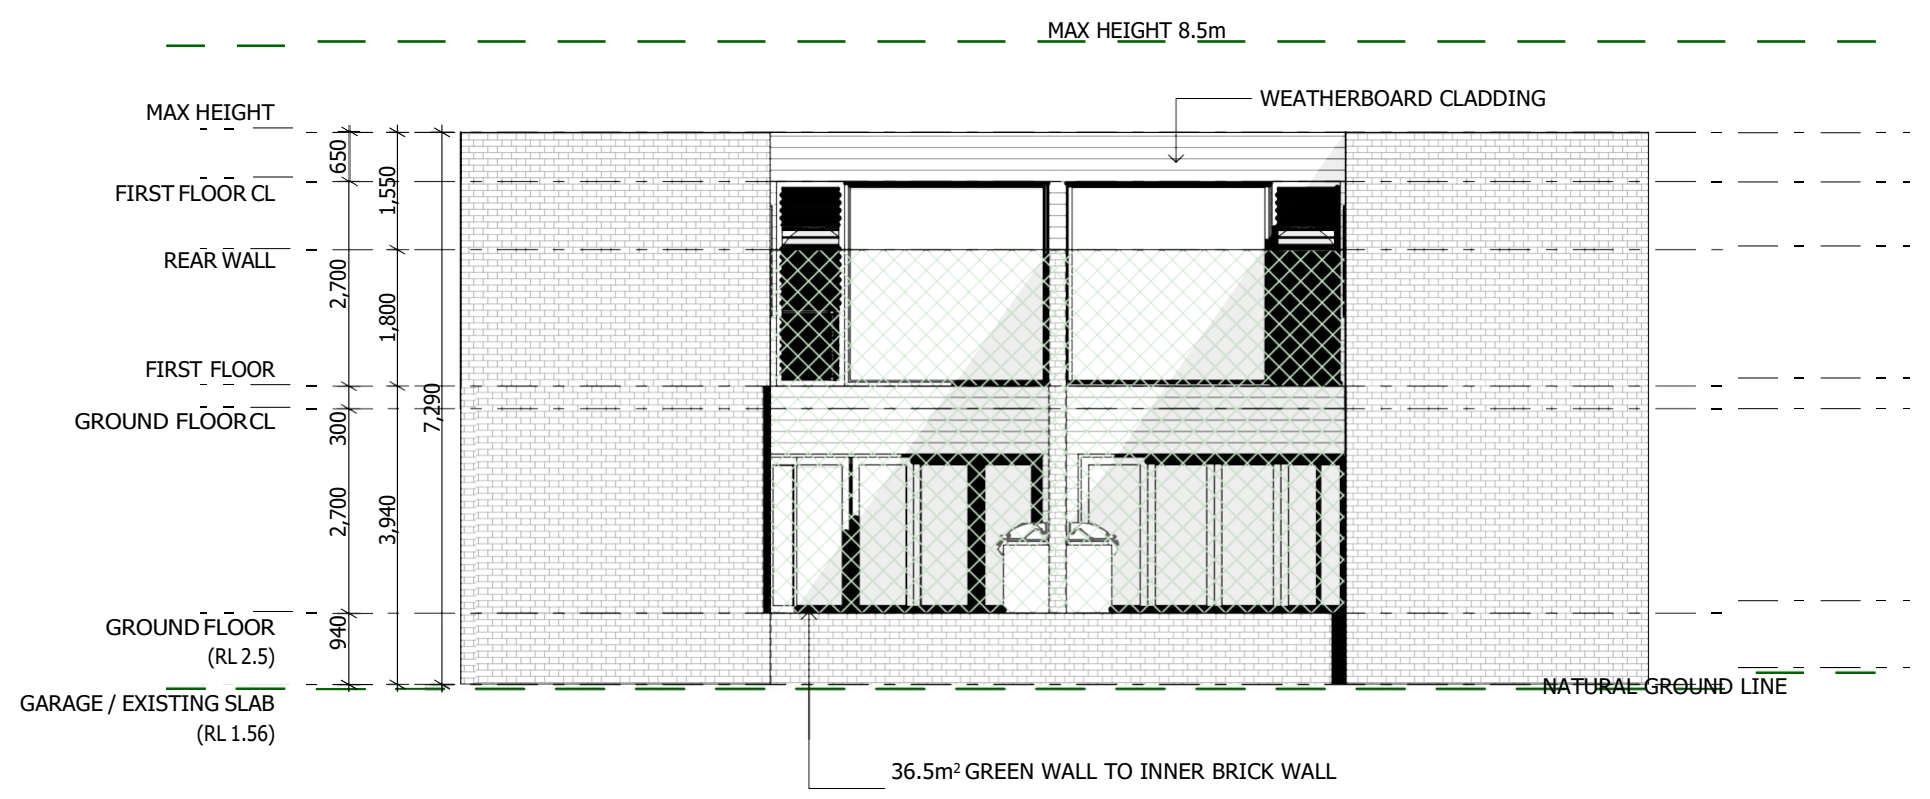 MAX HEIGHT 8.5m
WEATHERBOARD CLADDING
MAX HEIGHT
650
1,550
FIRST FLOOR CL
REAR WALL
2,700
1,800
FIRST FLOOR
7,290
GROUND FLOOR CL
300
2,700
3,940
GROUND FLOOR
(RL 2.5)
940
GARAGE / EXISTING SLAB
(RL 1.56)
NATURAL GROUND LINE
36.5m² GREEN WALL TO INNER BRICK WALL